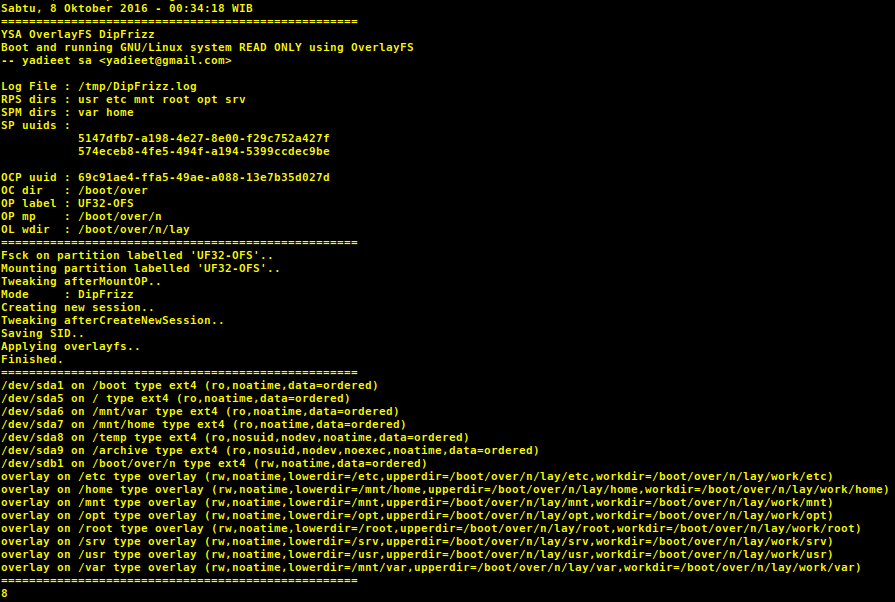 Sabtu, 8 Oktober 2016 - 00:34:18 WIB
===================================================
YSA OverlayFS DipFrizz
Boot and running GNU/Linux system READ ONLY using OverlayFS
-- yadieet sa <yadieet@gmail.com>
Log File : /tmp/DipFrizz.log
RPS dirs : usr etc mnt root opt srv
SPM dirs : var home
SP uuids :
5147dfb7-a198-4e27-8e00-f29c752a427f
574eceb8-4fe5-494f-a194-5399ccdec9be
OCP uuid : 69c91ae4-ffa5-49ae-a088-13e7b35d027d
OC dir   : /boot/over
OP label : UF32-OFS
OP mp    : /boot/over/n
OL wdir  : /boot/over/n/lay
===================================================
Fsck on partition labelled 'UF32-OFS'..
Mounting partition labelled 'UF32-OFS'..
Tweaking afterMountOP..
Mode     : DipFrizz
Creating new session..
Tweaking afterCreateNewSession..
Saving SID..
Applying overlayfs..
Finished.
===================================================
/dev/sda1 on /boot type ext4 (ro,noatime,data=ordered)
/dev/sda5 on / type ext4 (ro,noatime,data=ordered)
/dev/sda6 on /mnt/var type ext4 (ro,noatime,data=ordered)
/dev/sda7 on /mnt/home type ext4 (ro,noatime,data=ordered)
/dev/sda8 on /temp type ext4 (ro,nosuid,nodev,noatime,data=ordered)
/dev/sda9 on /archive type ext4 (ro,nosuid,nodev,noexec,noatime,data=ordered)
/dev/sdb1 on /boot/over/n type ext4 (rw,noatime,data=ordered)
overlay on /etc type overlay (rw,noatime,lowerdir=/etc,upperdir=/boot/over/n/lay/etc,workdir=/boot/over/n/lay/work/etc)
overlay on /home type overlay (rw,noatime,lowerdir=/mnt/home,upperdir=/boot/over/n/lay/home,workdir=/boot/over/n/lay/work/home)
overlay on /mnt type overlay (rw,noatime,lowerdir=/mnt,upperdir=/boot/over/n/lay/mnt,workdir=/boot/over/n/lay/work/mnt)
overlay on /opt type overlay (rw,noatime,lowerdir=/opt,upperdir=/boot/over/n/lay/opt,workdir=/boot/over/n/lay/work/opt)
overlay on /root type overlay (rw,noatime,lowerdir=/root,upperdir=/boot/over/n/lay/root,workdir=/boot/over/n/lay/work/root)
overlay on /srv type overlay (rw,noatime,lowerdir=/srv,upperdir=/boot/over/n/lay/srv,workdir=/boot/over/n/lay/work/srv)
overlay on /usr type overlay (rw,noatime,lowerdir=/usr,upperdir=/boot/over/n/lay/usr,workdir=/boot/over/n/lay/work/usr)
overlay on /var type overlay (rw,noatime,lowerdir=/mnt/var,upperdir=/boot/over/n/lay/var,workdir=/boot/over/n/lay/work/var)
===================================================
8